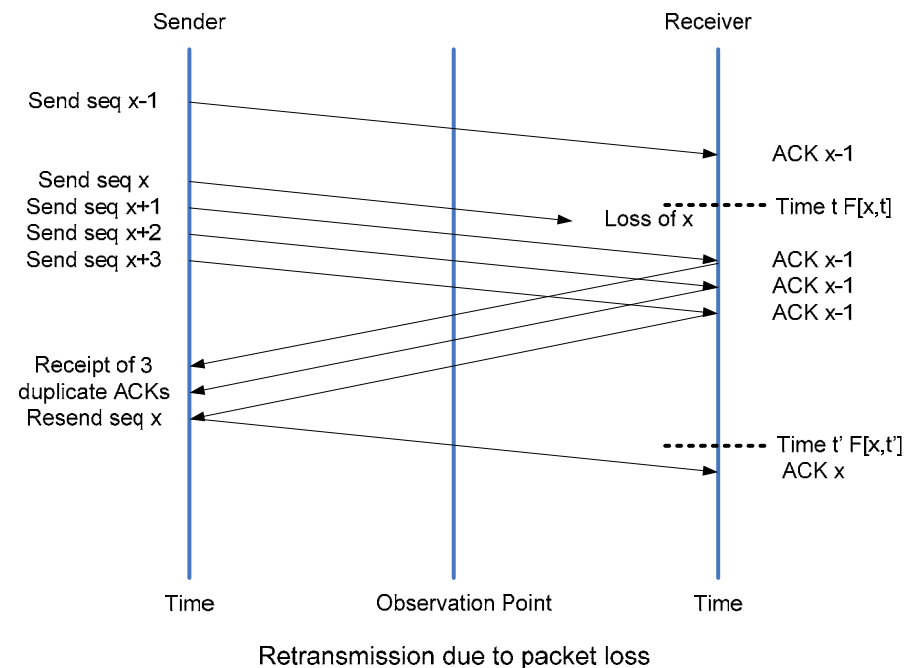 Sender
Receiver
Send seq x-1
ACK x-1
Send seq x
Send seq x+1
Loss of x
Time t F[x,t]
Send seq x+2
Send seq x+3
ACK x-1
ACK x-1
ACK x-1
Receipt of 3
duplicate ACKs
Resend seq x
Time t' F[x,t']
ACK x
Time
Observation Point
Time
Retransmission due to packet loss